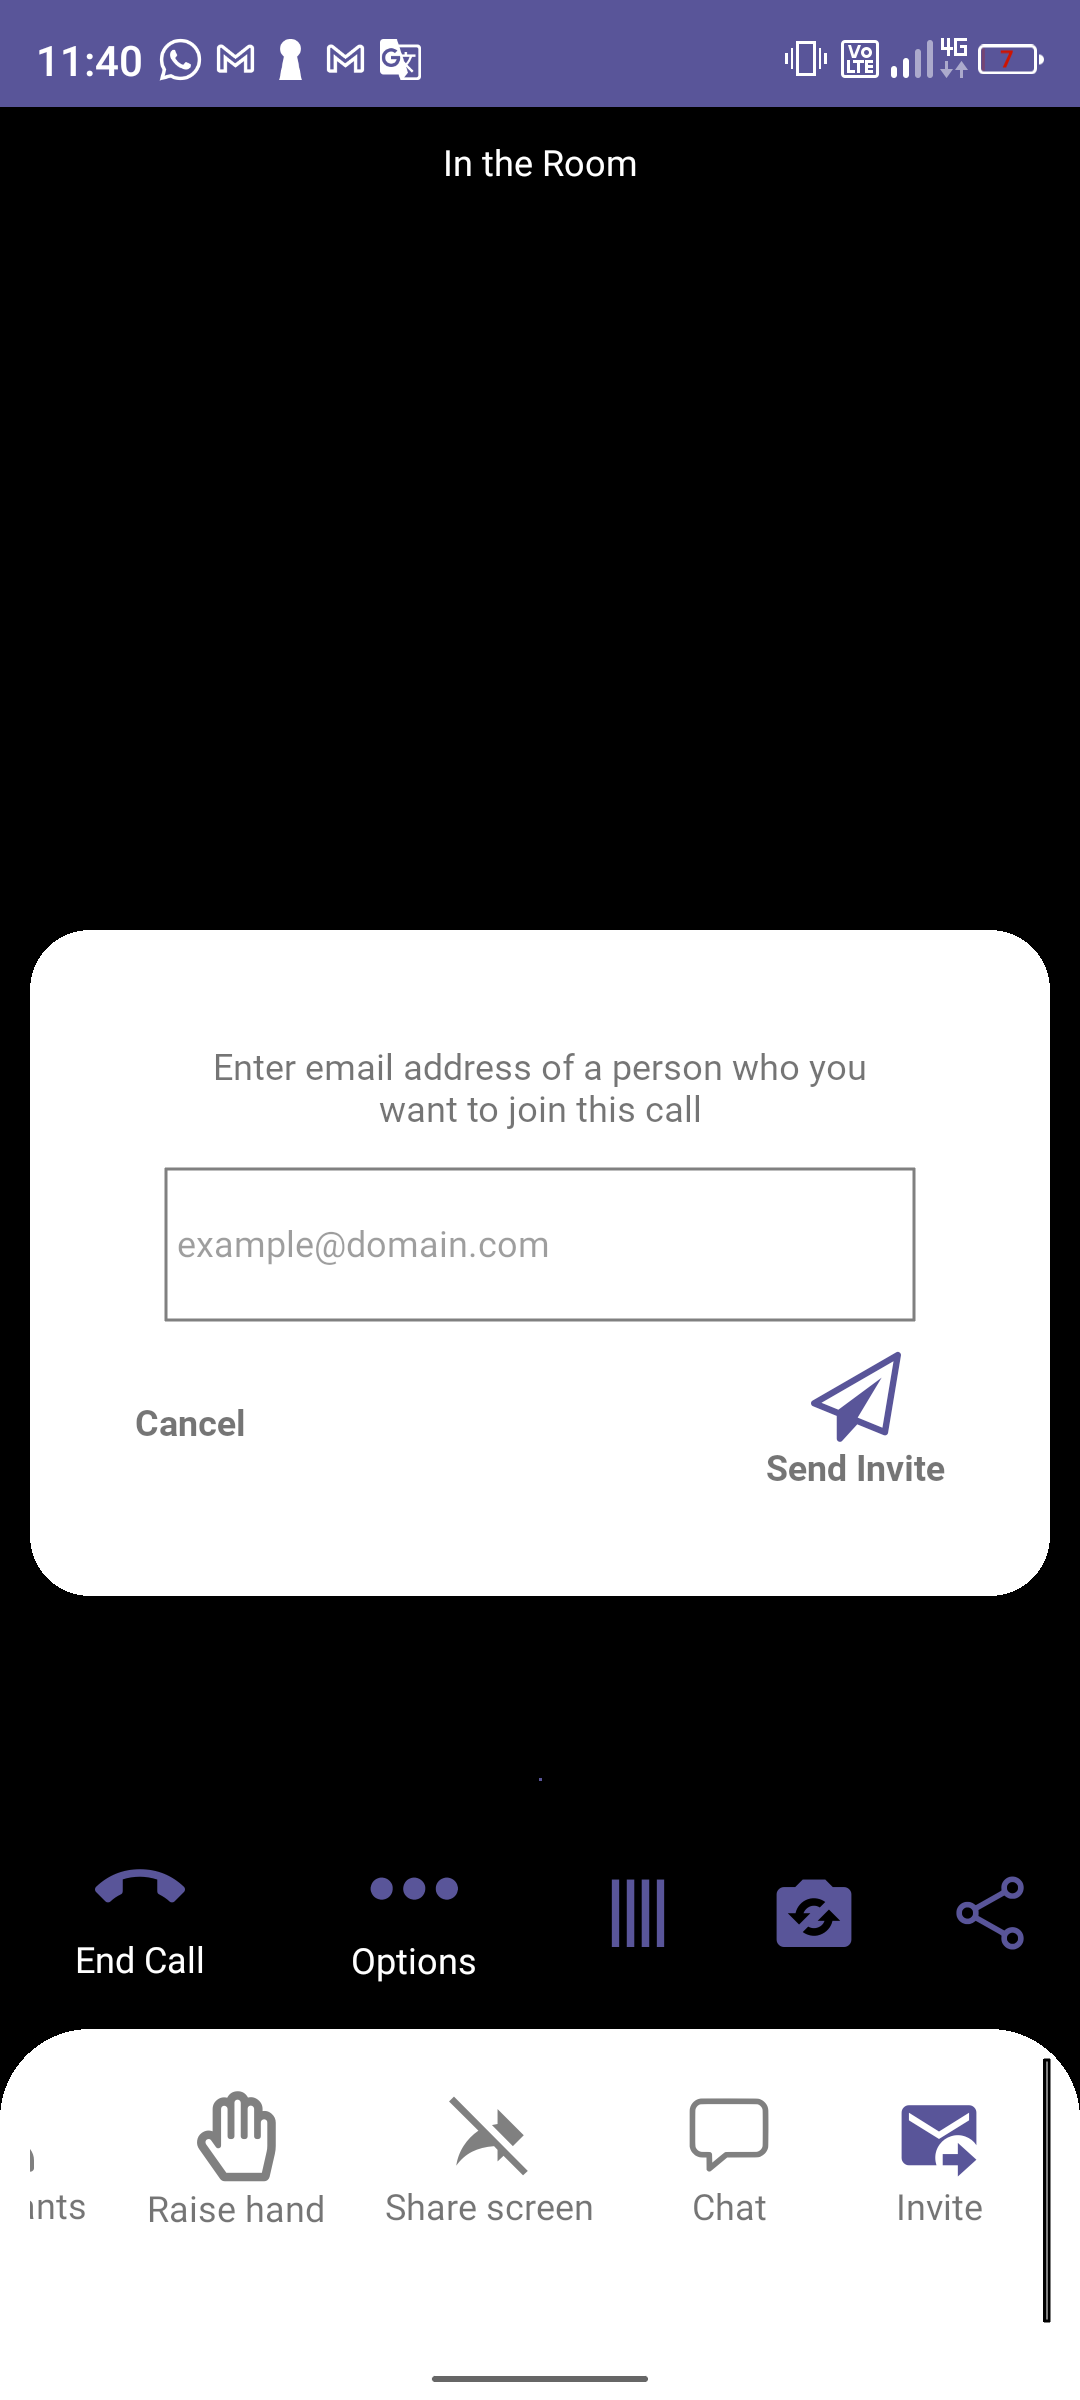 11:40 VO LTE 4G 7
In the Room
Enter email address of a person who you
want to join this call
example@domain.com
Cancel
Send Invite
End Call Options
ants Raise hand Share screen Chat Invite